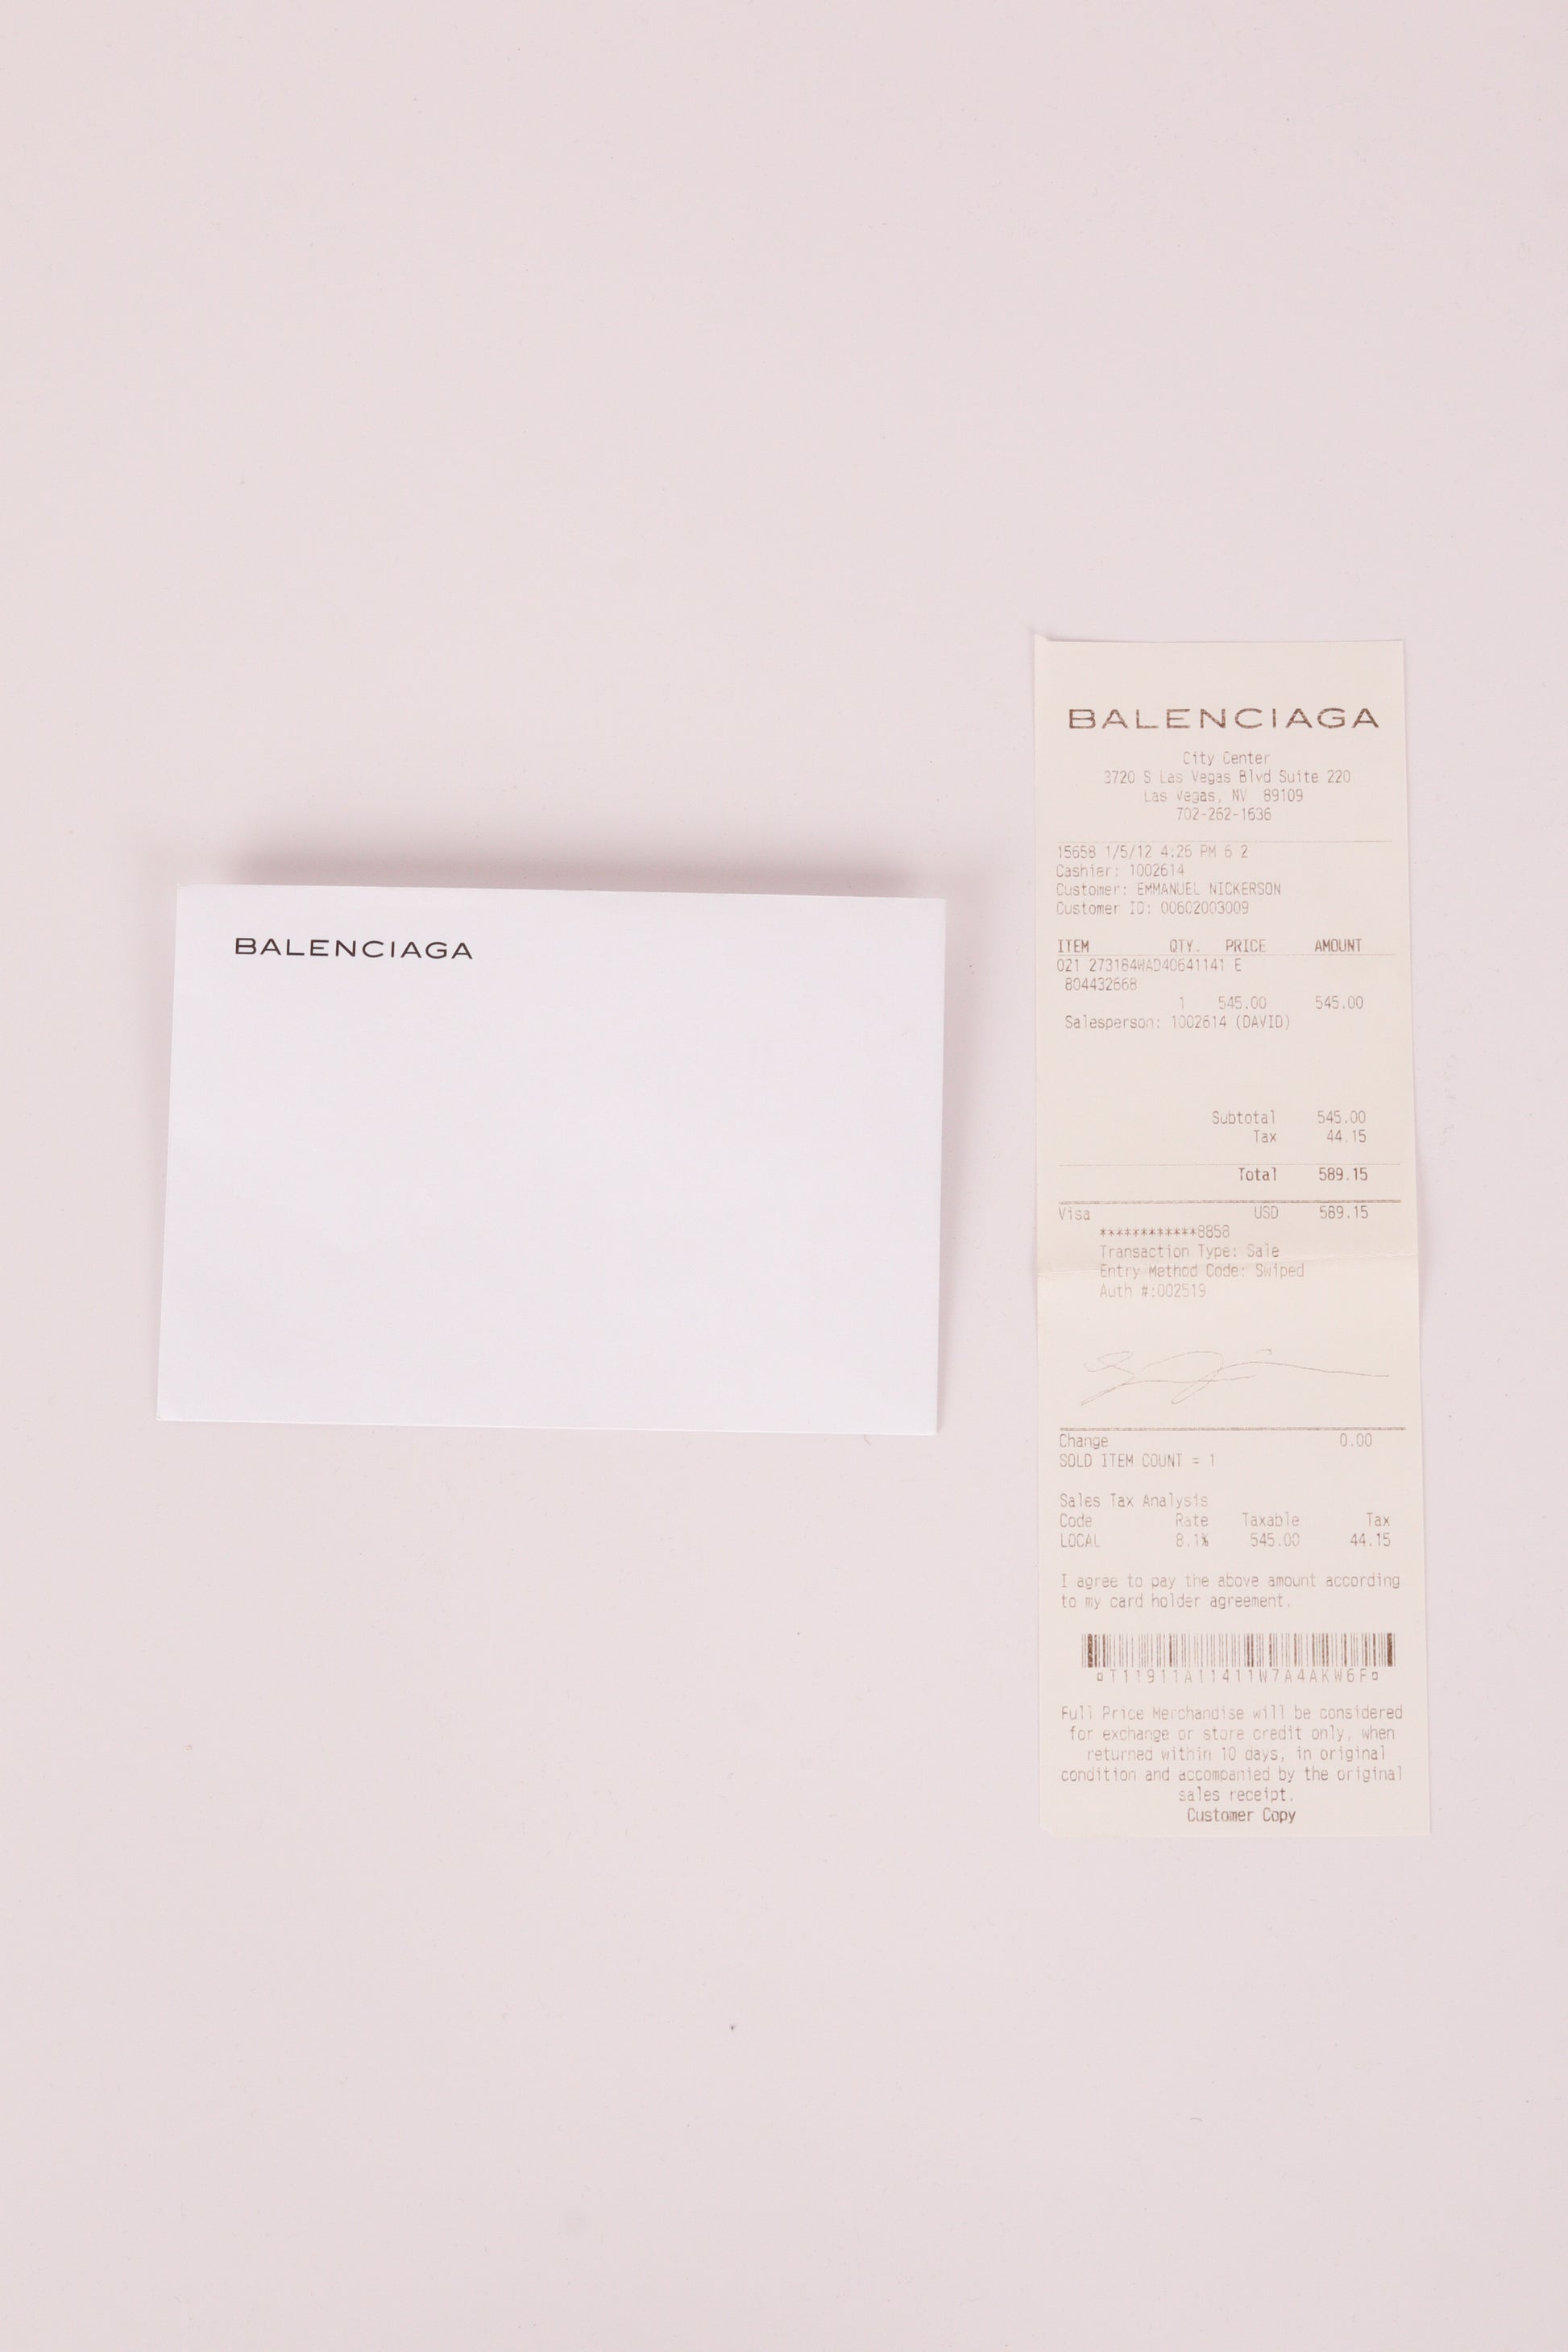 BALENCIAGA
BALENCIAGA
City Center
3720 S Las Vegas Blvd Suite 220
Las Vegas, NV 89109
702-262-1636
15658 1/5/12 4:26 PM 6 2
Cashier: 1002614
Customer: EMMANUEL NICKERSON
Customer ID: 00602003009
ITEM QTY. PRICE AMOUNT
021 273184WAD40641141 E
804432668
1 545.00 545.00
Salesperson: 1002614 (DAVID)
Subtotal 545.00
Tax 44.15
Total 589.15
Visa USD 589.15
************8858
Transaction Type: Sale
Entry Method Code: Swiped
Auth #:002519
Change 0.00
SOLD ITEM COUNT = 1
Sales Tax Analysis
Code Rate Taxable Tax
LOCAL 8.1% 545.00 44.15
I agree to pay the above amount according
to my card holder agreement.
T11911A11411W7A4AKW6F
Full Price Merchandise will be considered
for exchange or store credit only, when
returned within 10 days, in original
condition and accompanied by the original
sales receipt.
Customer Copy